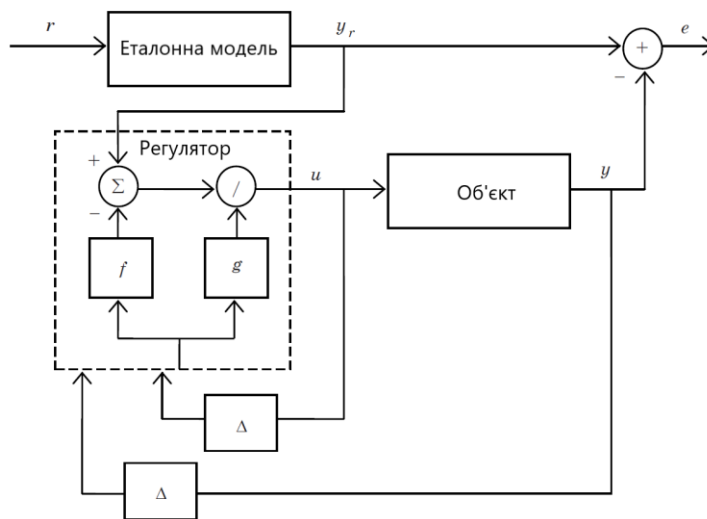 r
Еталонна модель
y_r
+
−
e
+
Регулятор
Σ
/
u
Об'єкт
y
−
f
g
Δ
Δ